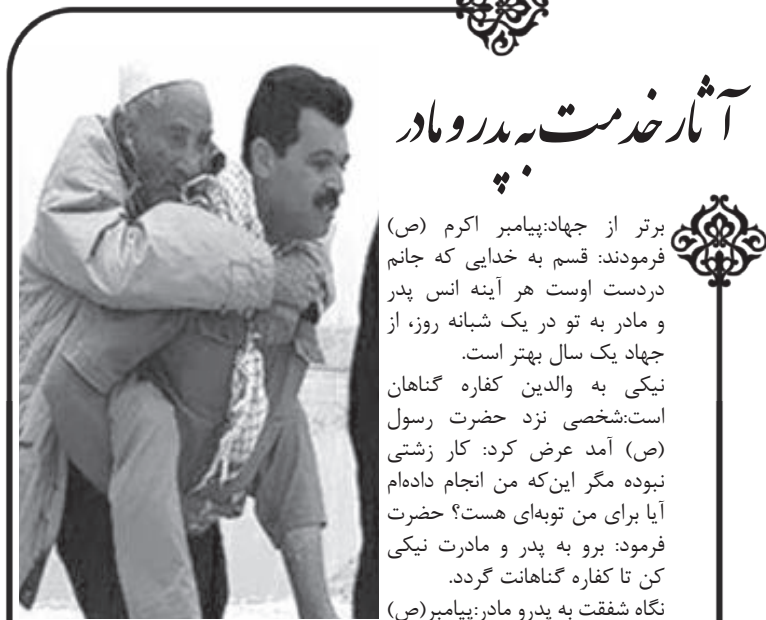 آثار خدمت به پدر و مادر
برتر از جهاد:پیامبر اکرم (ص)
فرمودند: قسم به خدایی که جانم
دردست اوست هر آینه انس پدر
و مادر به تو در یک شبانه روز، از
جهاد یک سال بهتر است.
نیکی به والدین کفاره گناهان
است:شخصی نزد حضرت رسول
(ص) آمد عرض کرد: کار زشتی
نبوده مگر این‌که من انجام داده‌ام
آیا برای من توبه‌ای هست؟ حضرت
فرمود: برو به پدر و مادرت نیکی
کن تا کفاره گناهانت گردد.
نگاه شفقت به پدرو مادر:پیامبر(ص)